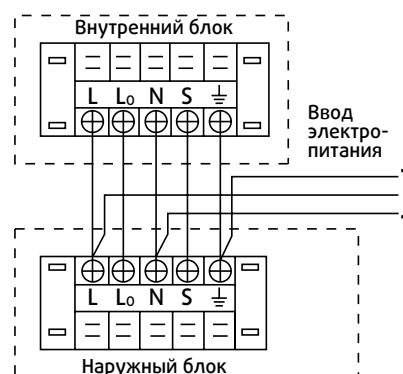 Внутренний блок
L L₀ N S
Ввод
электро-
питания
L L₀ N S
Наружный блок